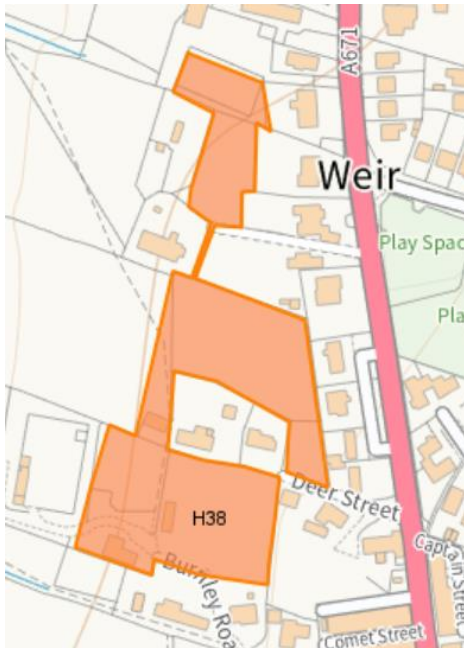 A671
Weir
Play Spac
Pla
Deer Street
H38
Burnley Roa
Captain Street
Comet Street